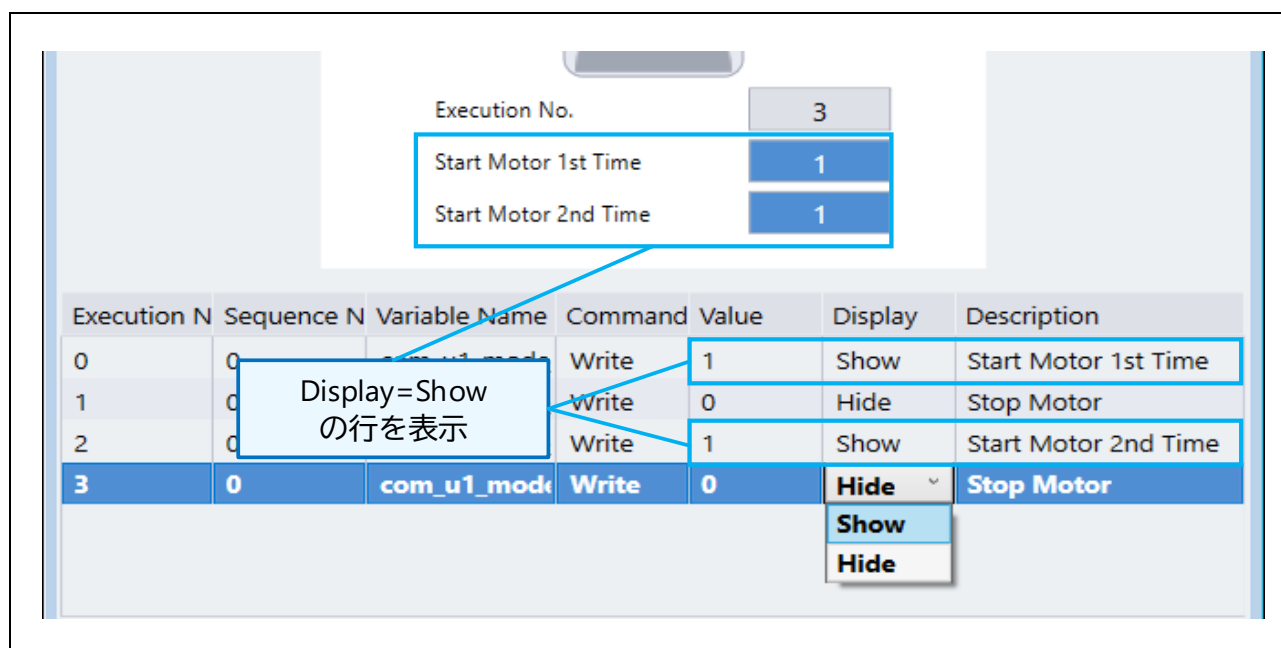 Execution No. 3
Start Motor 1st Time 1
Start Motor 2nd Time 1
Execution N Sequence N Variable Name Command Value Display Description
0 0 Write 1 Show Start Motor 1st Time
1 0 Write 0 Hide Stop Motor
2 0 Write 1 Show Start Motor 2nd Time
Display=Show
の行を表示
3 0 com_u1_mode Write 0 Hide Stop Motor
Show
Hide